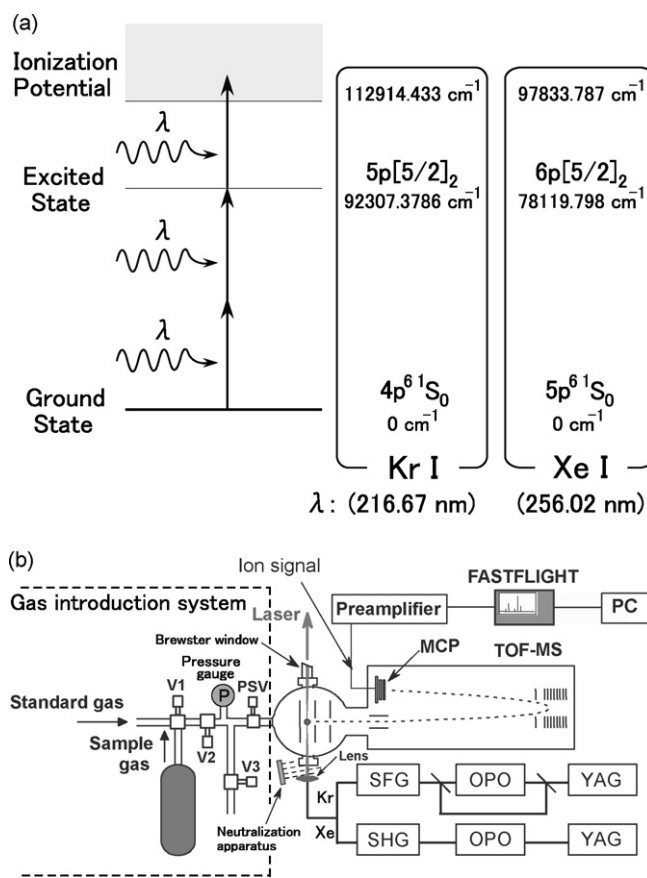 (a)
Ionization
Potential
112914.433 cm⁻¹
97833.787 cm⁻¹
λ
Excited
State
5p[5/2]₂
92307.3786 cm⁻¹
6p[5/2]₂
78119.798 cm⁻¹
λ
λ
Ground
State
4p⁶ ¹S₀
0 cm⁻¹
5p⁶ ¹S₀
0 cm⁻¹
Kr I
Xe I
λ : (216.67 nm)
(256.02 nm)
(b)
Ion signal
FASTFLIGHT
Gas introduction system
Laser
Preamplifier
PC
Brewster window
MCP
TOF-MS
Pressure
gauge
V1
P
PSV
Standard gas
Sample
gas
V2
V3
Lens
Neutralization
apparatus
Kr
SFG
OPO
YAG
Xe
SHG
OPO
YAG